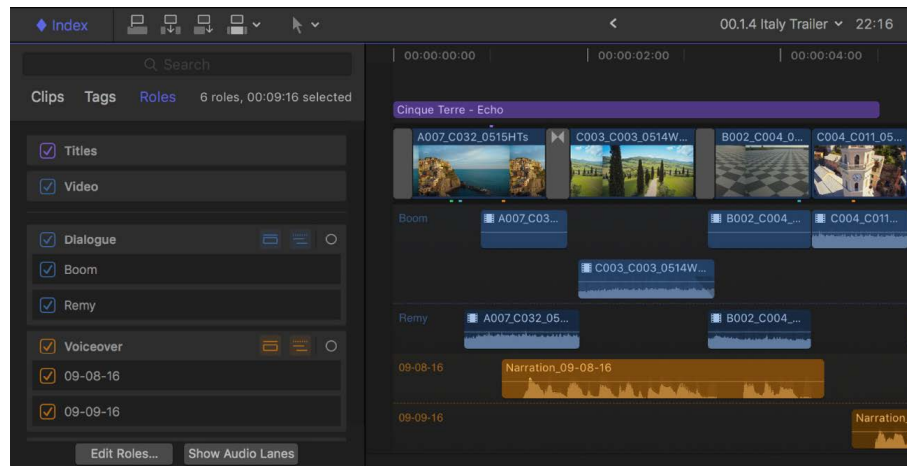 Index
00.1.4 Italy Trailer 22:16
Search
Clips Tags Roles 6 roles, 00:09:16 selected
00:00:00:00 00:00:02:00 00:00:04:00
Cinque Terre - Echo
A007_C032_0515HTs C003_C003_0514W... B002_C004_0... C004_C011_05...
Titles
Video
Dialogue
Boom
Remy
Voiceover
09-08-16
09-09-16
Edit Roles... Show Audio Lanes
Boom A007_C03... B002_C004_... C004_C011...
C003_C003_0514W...
Remy A007_C032_05... B002_C004_...
09-08-16 Narration_09-08-16
09-09-16 Narration_